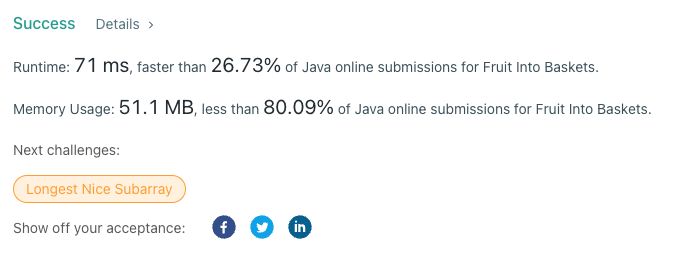 Success Details >
Runtime: 71 ms, faster than 26.73% of Java online submissions for Fruit Into Baskets.
Memory Usage: 51.1 MB, less than 80.09% of Java online submissions for Fruit Into Baskets.
Next challenges:
Longest Nice Subarray
Show off your acceptance: f in